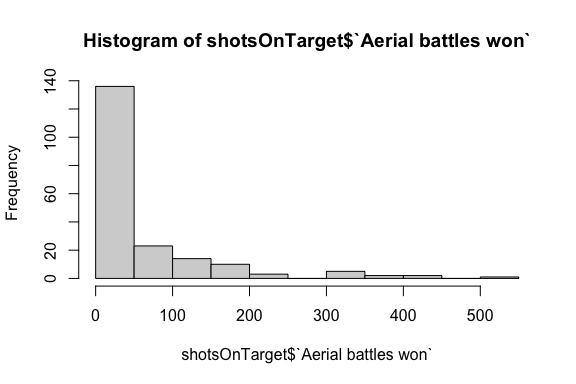 Histogram of shotsOnTarget$`Aerial battles won`
Frequency
140
100
60
20
0
0 100 200 300 400 500
shotsOnTarget$`Aerial battles won`